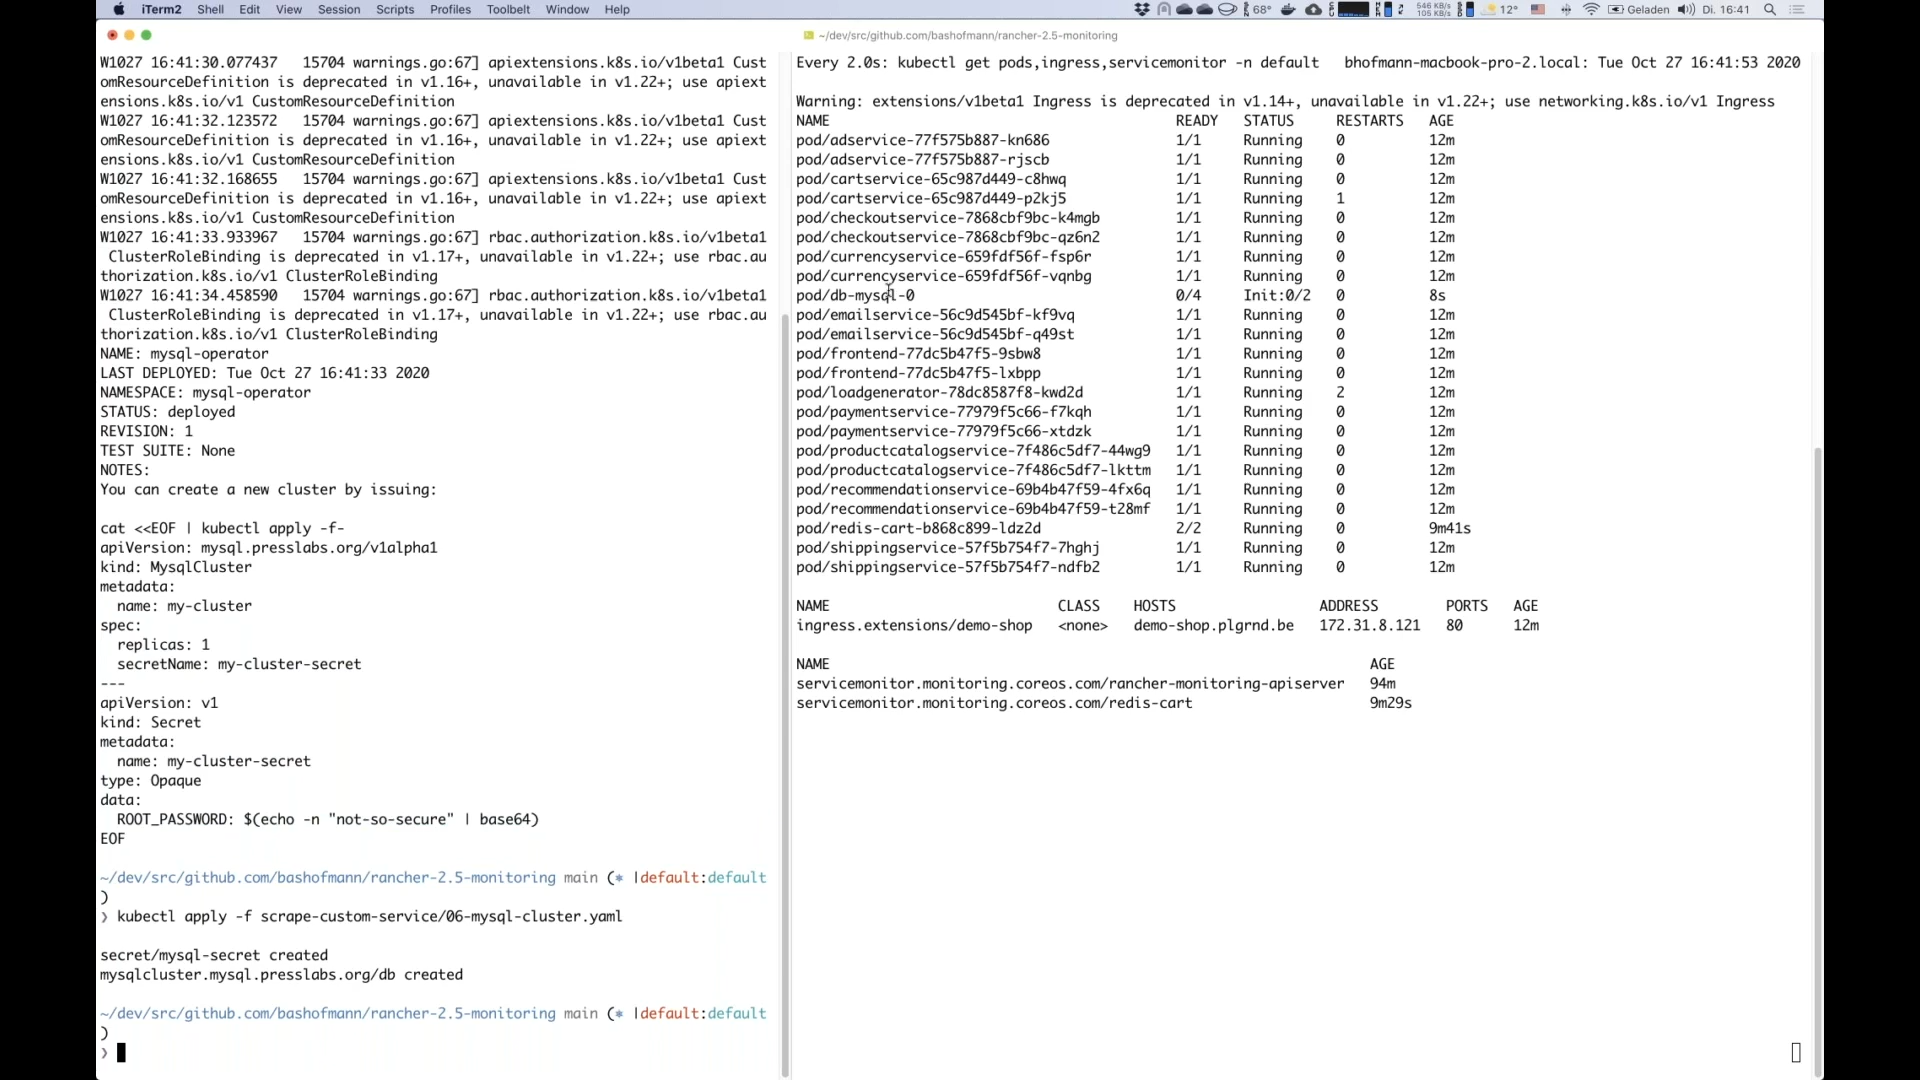 iTerm2 Shell Edit View Session Scripts Profiles Toolbelt Window Help 68° 546 KB/s 105 KB/s 12° Geladen Di. 16:41
~/dev/src/github.com/bashofmann/rancher-2.5-monitoring
W1027 16:41:30.077437   15704 warnings.go:67] apiextensions.k8s.io/v1beta1 Cust
omResourceDefinition is deprecated in v1.16+, unavailable in v1.22+; use apiext
ensions.k8s.io/v1 CustomResourceDefinition
W1027 16:41:32.123572   15704 warnings.go:67] apiextensions.k8s.io/v1beta1 Cust
omResourceDefinition is deprecated in v1.16+, unavailable in v1.22+; use apiext
ensions.k8s.io/v1 CustomResourceDefinition
W1027 16:41:32.168655   15704 warnings.go:67] apiextensions.k8s.io/v1beta1 Cust
omResourceDefinition is deprecated in v1.16+, unavailable in v1.22+; use apiext
ensions.k8s.io/v1 CustomResourceDefinition
W1027 16:41:33.933967   15704 warnings.go:67] rbac.authorization.k8s.io/v1beta1
 ClusterRoleBinding is deprecated in v1.17+, unavailable in v1.22+; use rbac.au
thorization.k8s.io/v1 ClusterRoleBinding
W1027 16:41:34.458590   15704 warnings.go:67] rbac.authorization.k8s.io/v1beta1
 ClusterRoleBinding is deprecated in v1.17+, unavailable in v1.22+; use rbac.au
thorization.k8s.io/v1 ClusterRoleBinding
NAME: mysql-operator
LAST DEPLOYED: Tue Oct 27 16:41:33 2020
NAMESPACE: mysql-operator
STATUS: deployed
REVISION: 1
TEST SUITE: None
NOTES:
You can create a new cluster by issuing:
cat <<EOF | kubectl apply -f-
apiVersion: mysql.presslabs.org/v1alpha1
kind: MysqlCluster
metadata:
  name: my-cluster
spec:
  replicas: 1
  secretName: my-cluster-secret
---
apiVersion: v1
kind: Secret
metadata:
  name: my-cluster-secret
type: Opaque
data:
  ROOT_PASSWORD: $(echo -n "not-so-secure" | base64)
EOF
~/dev/src/github.com/bashofmann/rancher-2.5-monitoring main (* |default:default
)
❯ kubectl apply -f scrape-custom-service/06-mysql-cluster.yaml
secret/mysql-secret created
mysqlcluster.mysql.presslabs.org/db created
~/dev/src/github.com/bashofmann/rancher-2.5-monitoring main (* |default:default
)
❯
Every 2.0s: kubectl get pods,ingress,servicemonitor -n default   bhofmann-macbook-pro-2.local: Tue Oct 27 16:41:53 2020
Warning: extensions/v1beta1 Ingress is deprecated in v1.14+, unavailable in v1.22+; use networking.k8s.io/v1 Ingress
NAME READY STATUS RESTARTS AGE
pod/adservice-77f575b887-kn686 1/1 Running 0 12m
pod/adservice-77f575b887-rjscb 1/1 Running 0 12m
pod/cartservice-65c987d449-c8hwq 1/1 Running 0 12m
pod/cartservice-65c987d449-p2kj5 1/1 Running 1 12m
pod/checkoutservice-7868cbf9bc-k4mgb 1/1 Running 0 12m
pod/checkoutservice-7868cbf9bc-qz6n2 1/1 Running 0 12m
pod/currencyservice-659fdf56f-fsp6r 1/1 Running 0 12m
pod/currencyservice-659fdf56f-vqnbg 1/1 Running 0 12m
pod/db-mysql-0 0/4 Init:0/2 0 8s
pod/emailservice-56c9d545bf-kf9vq 1/1 Running 0 12m
pod/emailservice-56c9d545bf-q49st 1/1 Running 0 12m
pod/frontend-77dc5b47f5-9sbw8 1/1 Running 0 12m
pod/frontend-77dc5b47f5-lxbpp 1/1 Running 0 12m
pod/loadgenerator-78dc8587f8-kwd2d 1/1 Running 2 12m
pod/paymentservice-77979f5c66-f7kqh 1/1 Running 0 12m
pod/paymentservice-77979f5c66-xtdzk 1/1 Running 0 12m
pod/productcatalogservice-7f486c5df7-44wg9 1/1 Running 0 12m
pod/productcatalogservice-7f486c5df7-lkttm 1/1 Running 0 12m
pod/recommendationservice-69b4b47f59-4fx6q 1/1 Running 0 12m
pod/recommendationservice-69b4b47f59-t28mf 1/1 Running 0 12m
pod/redis-cart-b868c899-ldz2d 2/2 Running 0 9m41s
pod/shippingservice-57f5b754f7-7hghj 1/1 Running 0 12m
pod/shippingservice-57f5b754f7-ndfb2 1/1 Running 0 12m
NAME CLASS HOSTS ADDRESS PORTS AGE
ingress.extensions/demo-shop <none> demo-shop.plgrnd.be 172.31.8.121 80 12m
NAME AGE
servicemonitor.monitoring.coreos.com/rancher-monitoring-apiserver 94m
servicemonitor.monitoring.coreos.com/redis-cart 9m29s